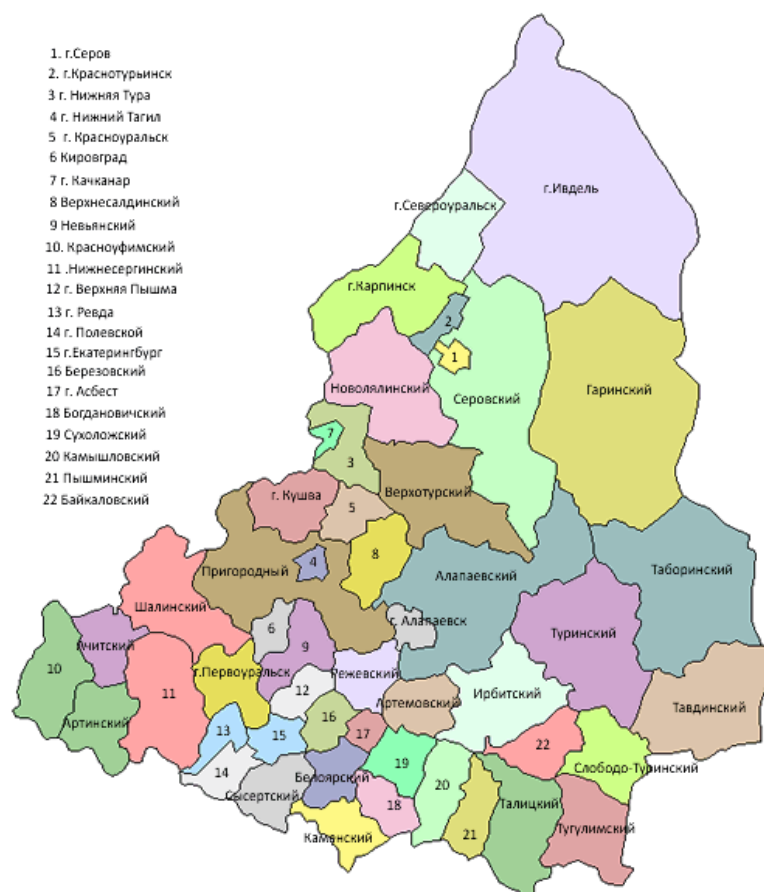 1. г.Серов
2. г.Краснотурьинск
3 г. Нижняя Тура
4 г. Нижний Тагил
5 г. Красноуральск
6 Кировград
7 г. Качканар
8 Верхнесалдинский
9 Невьянский
10. Красноуфимский
11 .Нижнесергинский
12 г. Верхняя Пышма
13 г. Ревда
14 г. Полевской
15 г.Екатеринбург
16 Березовский
17 г. Асбест
18 Богдановичский
19 Сухоложский
20 Камышловский
21 Пышминский
22 Байкаловский
г.Ивдель
г.Североуральск
г.Карпинск
2
1
Новолялинский
Серовский
Гаринский
7
3
Верхотурский
г. Кушва
5
8
4
Пригородный
Алапаевский
Таборинский
Шалинский
г. Алапаевск
Туринский
6
9
Ачитский
10
11
г.Первоуральск
Режевский
12
Артемовский
Ирбитский
Тавдинский
Артинский
13
15
16
17
19
22
14
Белоярский
Слободо-Туринский
Сысертский
18
20
Талицкий
Каменский
21
Тугулимский